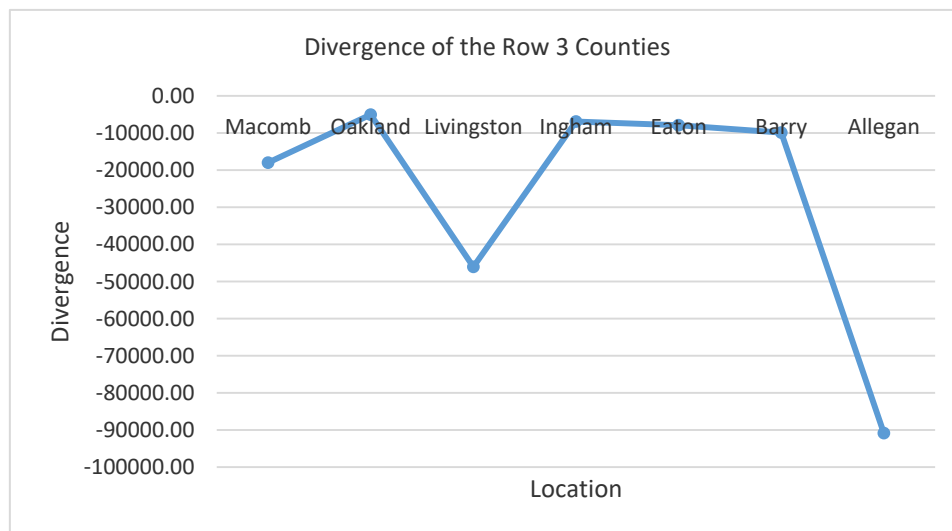 Divergence of the Row 3 Counties
0.00
-10000.00
-20000.00
-30000.00
-40000.00
-50000.00
-60000.00
-70000.00
-80000.00
-90000.00
-100000.00
Macomb Oakland Livingston Ingham Eaton Barry Allegan
Divergence
Location